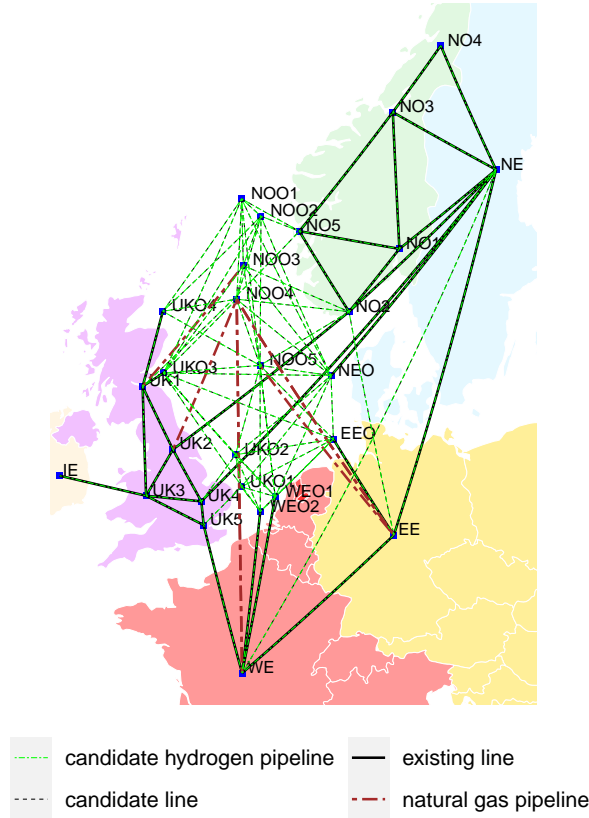 NO4
NO3
NE
NOO1
NOO2
NO5
NO1
NOO3
NOO4
UKO4
NO2
NOO5
UKO3
NEO
UK1
EEO
UK2
UKO2
IE
UKO1
UK3
UK4
WEO1
WEO2
UK5
EE
WE
candidate hydrogen pipeline
existing line
candidate line
natural gas pipeline